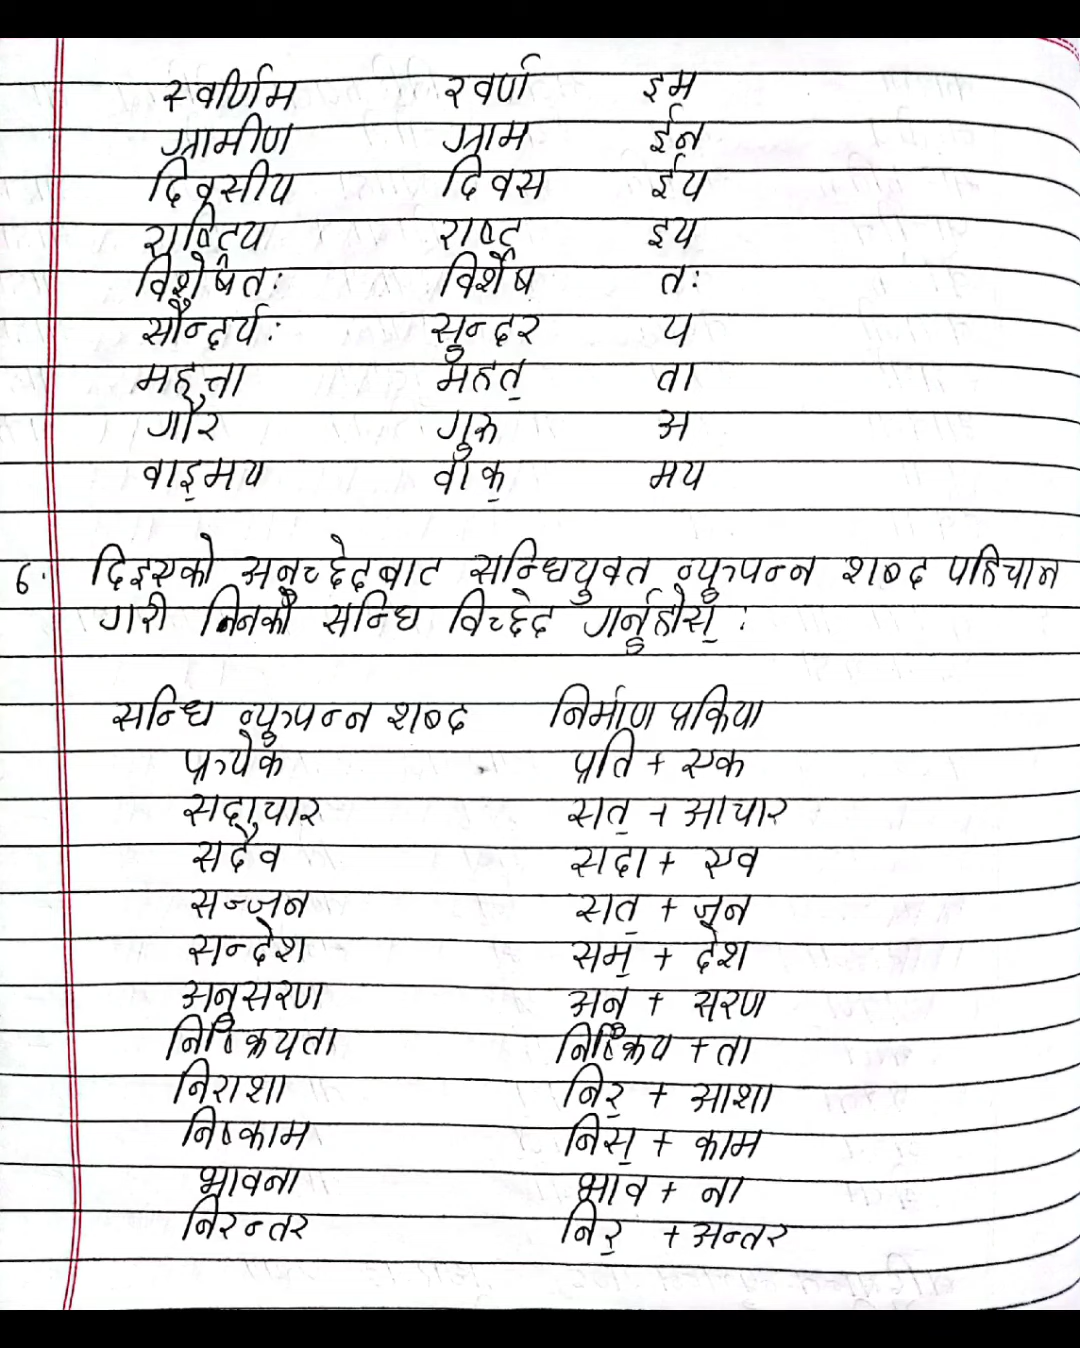 स्वर्णिम स्वर्ण इम
ग्रामीण ग्राम ईन
दिवसीय दिवस ईय
राष्ट्रिय राष्ट्र इय
विशेषतः विशेष तः
सौन्दर्यः सुन्दर य
महत्ता महत् ता
गौर गुरु अ
वाङ्मय वाक् मय
6. दिइएको अनुच्छेदबाट सन्धियुक्त व्युत्पन्न शब्द पहिचान
गरी तिनको सन्धि विच्छेद गर्नुहोस् :
सन्धि व्युत्पन्न शब्द निर्माण प्रक्रिया
प्रत्येक प्रति + एक
सदाचार सत् + आचार
सदैव सदा + एव
सज्जन सत् + जन
सन्देश सम् + देश
अनुसरण अनु + सरण
निष्क्रियता निष्क्रिय + ता
निराशा निर् + आशा
निष्काम निस् + काम
भावना भाव + ना
निरन्तर निर् + अन्तर